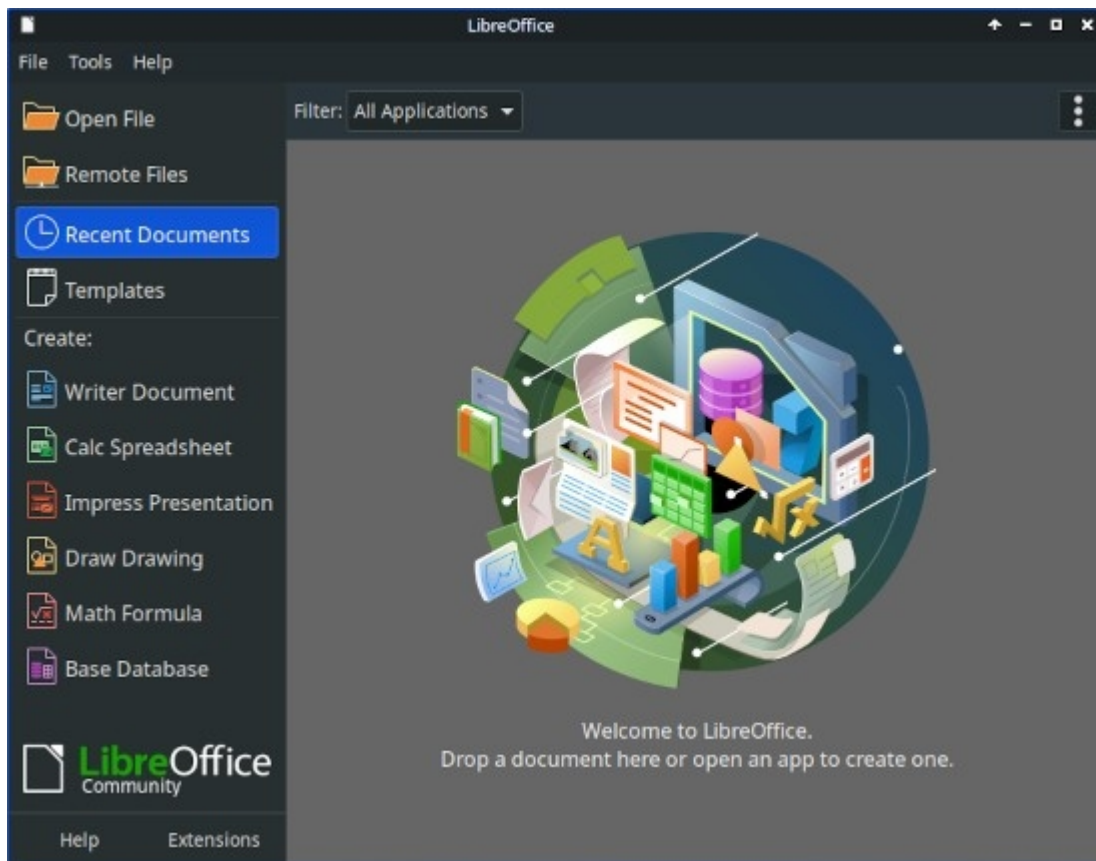 LibreOffice
File Tools Help
Open File
Remote Files
Recent Documents
Templates
Create:
Writer Document
Calc Spreadsheet
Impress Presentation
Draw Drawing
Math Formula
Base Database
LibreOffice
Community
Help Extensions
Filter: All Applications
A
Welcome to LibreOffice.
Drop a document here or open an app to create one.